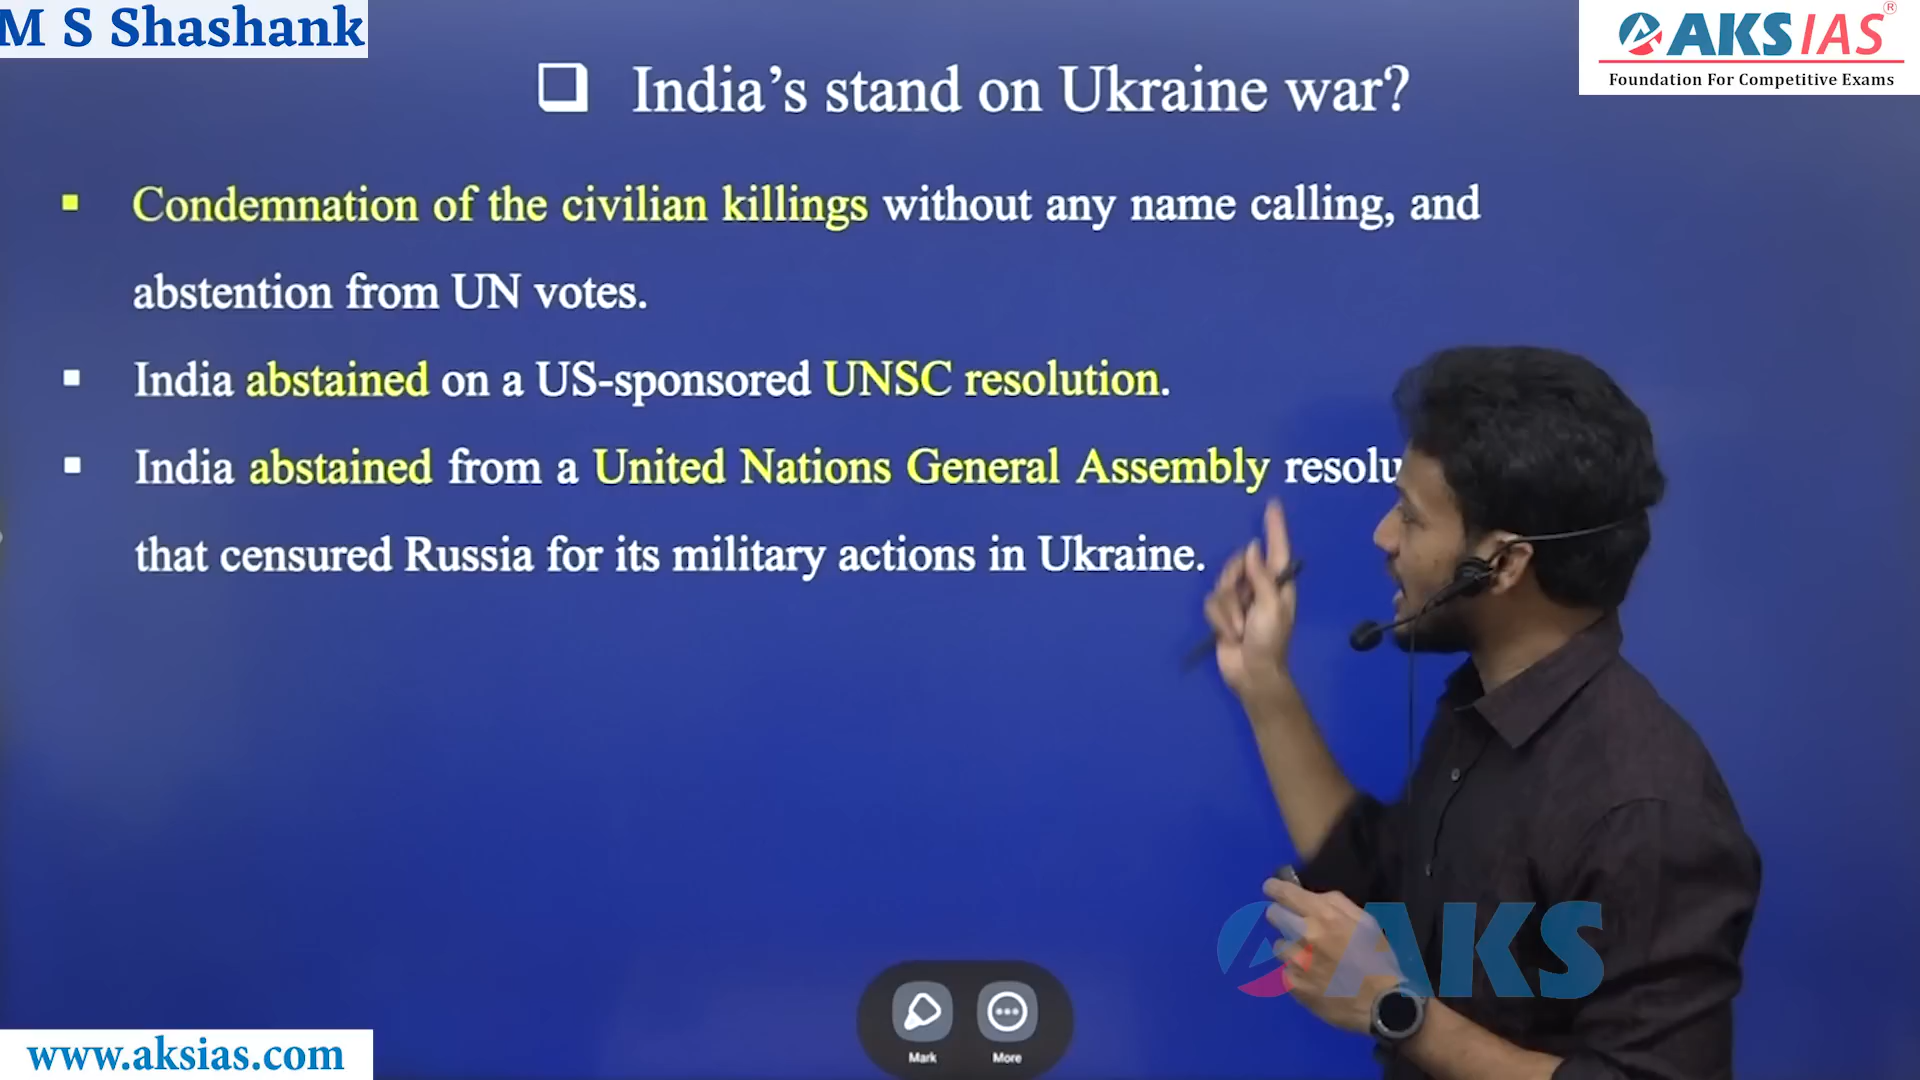 M S Shashank
AKS IAS®
Foundation For Competitive Exams
❑ India’s stand on Ukraine war?
▪ Condemnation of the civilian killings without any name calling, and
abstention from UN votes.
▪ India abstained on a US-sponsored UNSC resolution.
▪ India abstained from a United Nations General Assembly resolu
that censured Russia for its military actions in Ukraine.
AKS
Mark More
www.aksias.com